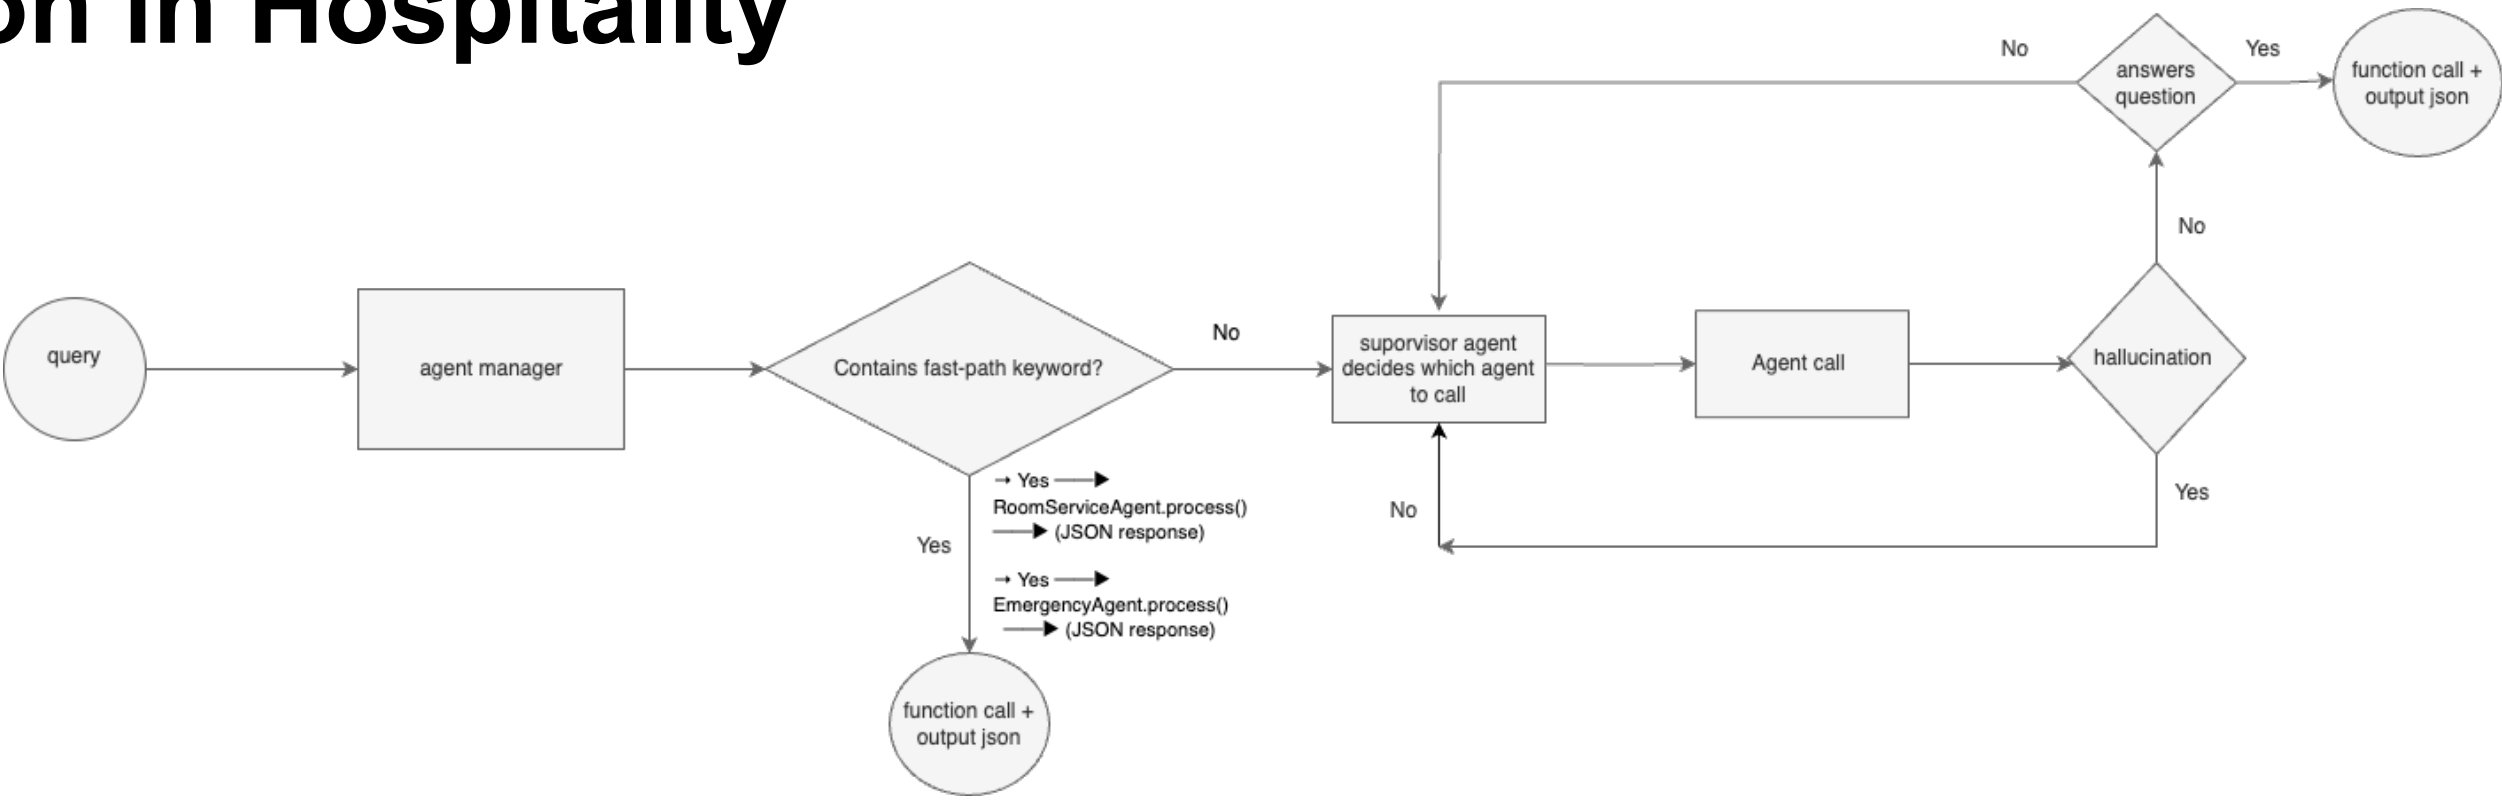 on in Hospitality
No
Yes
answers
question
function call +
output json
No
query
agent manager
Contains fast-path keyword?
No
suporvisor agent
decides which agent
to call
Agent call
hallucination
→ Yes ──►
RoomServiceAgent.process()
──► (JSON response)
Yes
→ Yes ──►
EmergencyAgent.process()
──► (JSON response)
No
Yes
function call +
output json